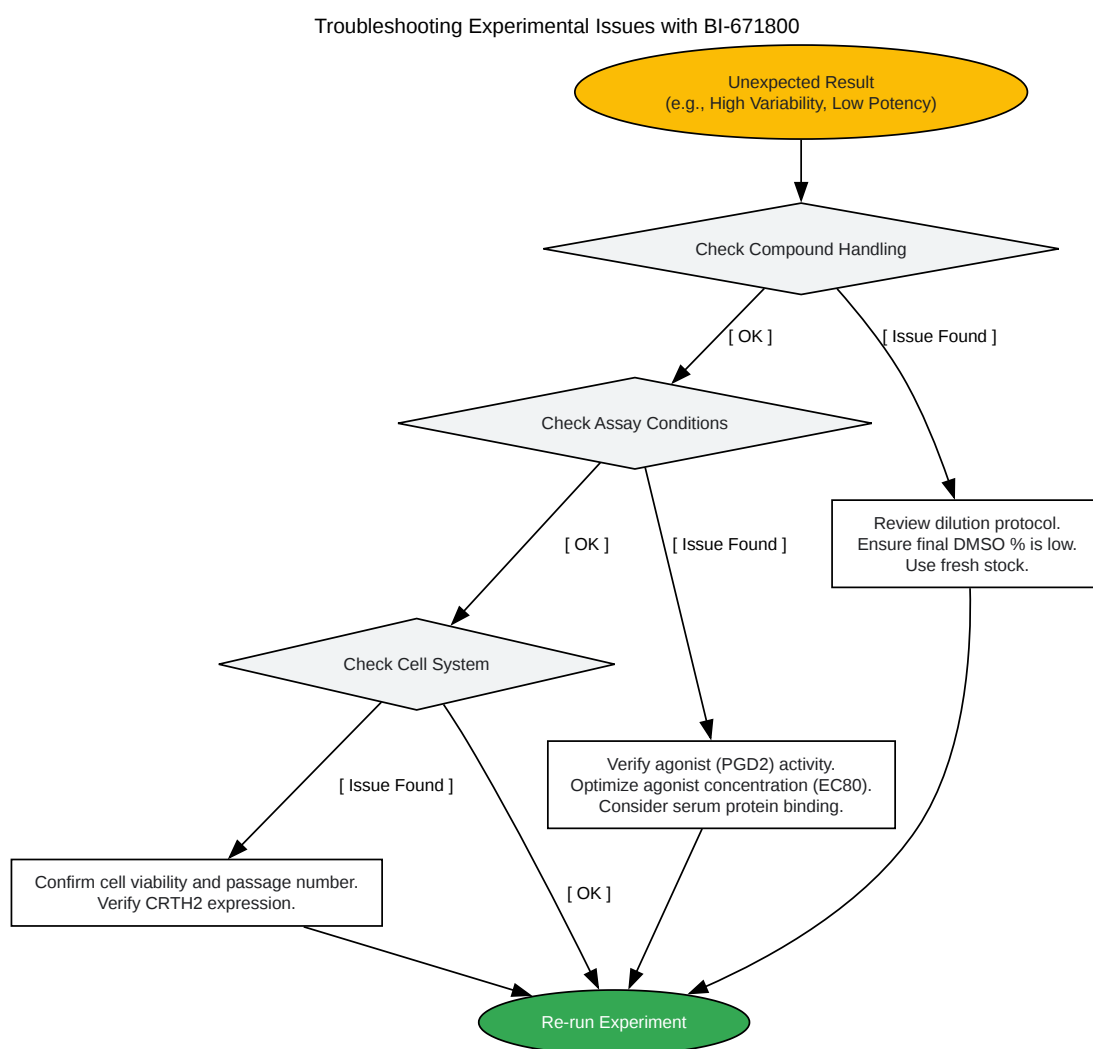 Troubleshooting Experimental Issues with BI-671800
Unexpected Result
(e.g., High Variability, Low Potency)
Check Compound Handling
[ OK ]
[ Issue Found ]
Check Assay Conditions
Review dilution protocol.
Ensure final DMSO % is low.
Use fresh stock.
[ OK ]
[ Issue Found ]
Check Cell System
Verify agonist (PGD2) activity.
Optimize agonist concentration (EC80).
Consider serum protein binding.
[ Issue Found ]
Confirm cell viability and passage number.
Verify CRTH2 expression.
[ OK ]
Re-run Experiment